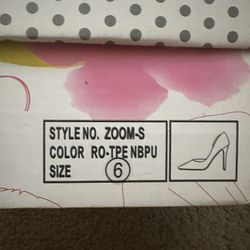 STYLE NO. ZOOM-S
COLOR RO-TPE NBPU
SIZE 6